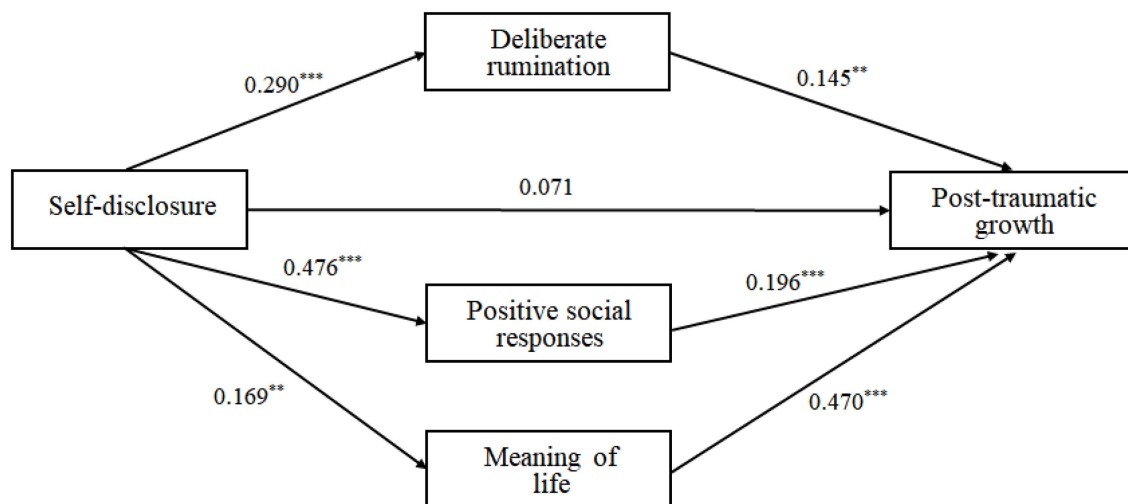 Deliberate
rumination
0.290***
0.145**
Self-disclosure
0.071
Post-traumatic
growth
0.476***
0.196***
Positive social
responses
0.169**
0.470***
Meaning of
life